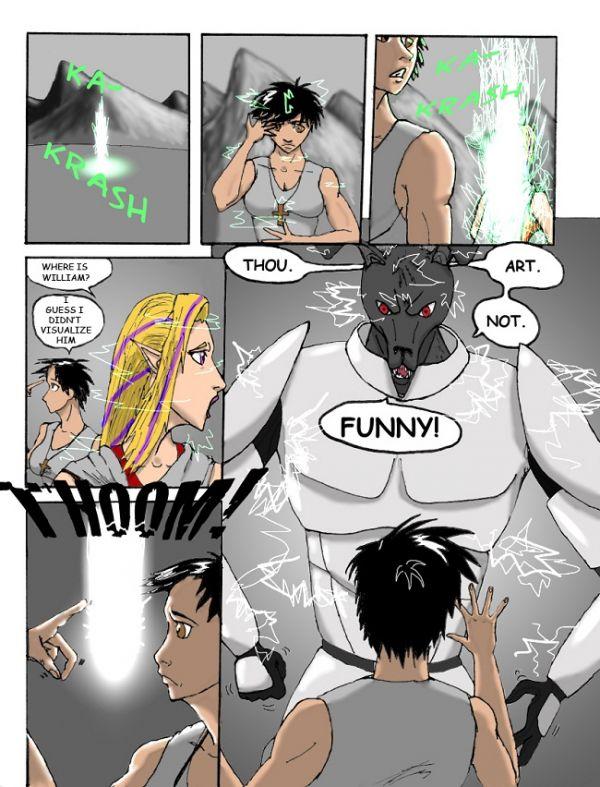 KA-
KRASH
KA-
KRASH
WHERE IS
WILLIAM?
I
GUESS I
DIDN'T
VISUALIZE
HIM
THOOM!
THOU.
ART.
NOT.
FUNNY!